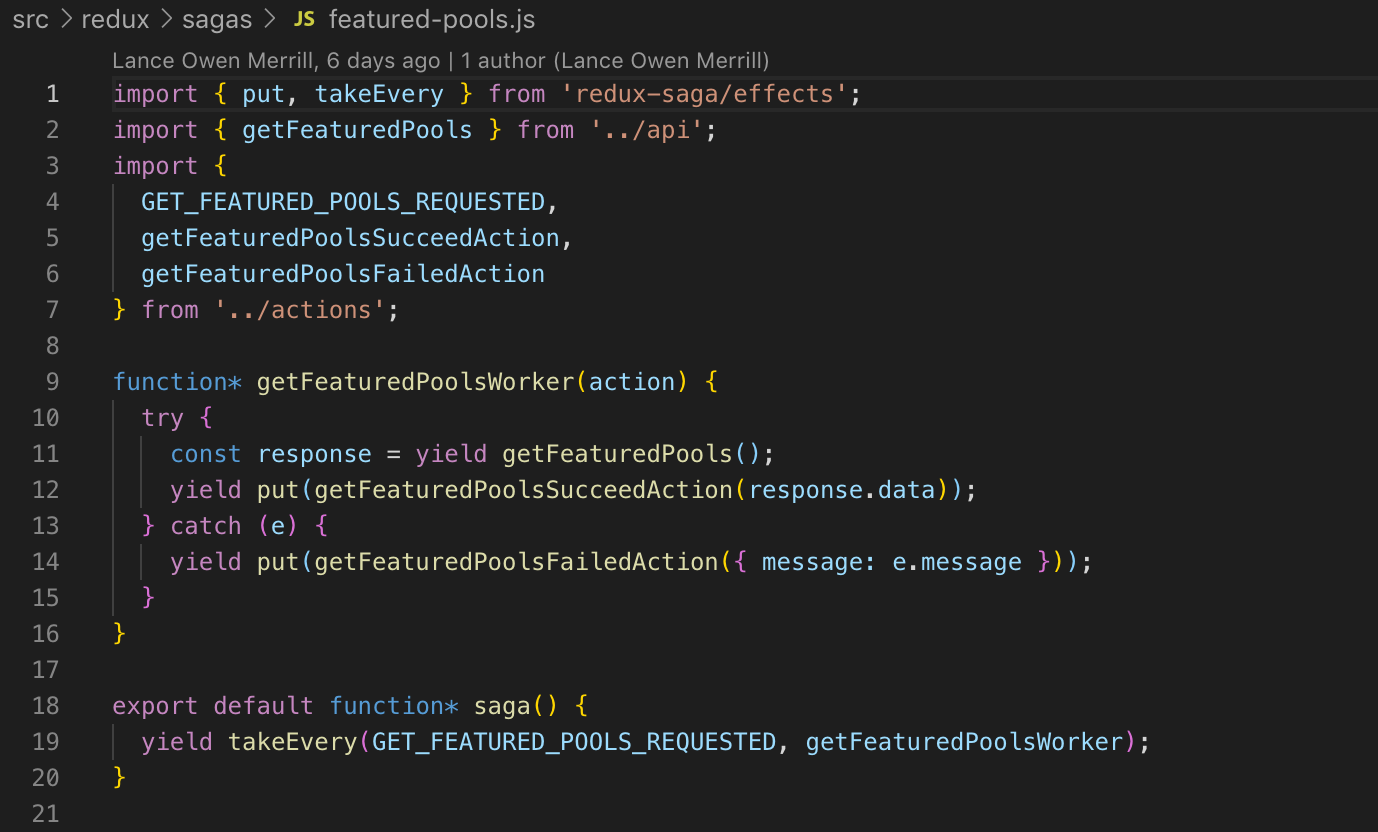 src > redux > sagas > JS featured-pools.js
Lance Owen Merrill, 6 days ago | 1 author (Lance Owen Merrill)
1 import { put, takeEvery } from 'redux-saga/effects';
2 import { getFeaturedPools } from '../api';
3 import {
4   GET_FEATURED_POOLS_REQUESTED,
5   getFeaturedPoolsSucceedAction,
6   getFeaturedPoolsFailedAction
7 } from '../actions';
8
9 function* getFeaturedPoolsWorker(action) {
10   try {
11     const response = yield getFeaturedPools();
12     yield put(getFeaturedPoolsSucceedAction(response.data));
13   } catch (e) {
14     yield put(getFeaturedPoolsFailedAction({ message: e.message }));
15   }
16 }
17
18 export default function* saga() {
19   yield takeEvery(GET_FEATURED_POOLS_REQUESTED, getFeaturedPoolsWorker);
20 }
21